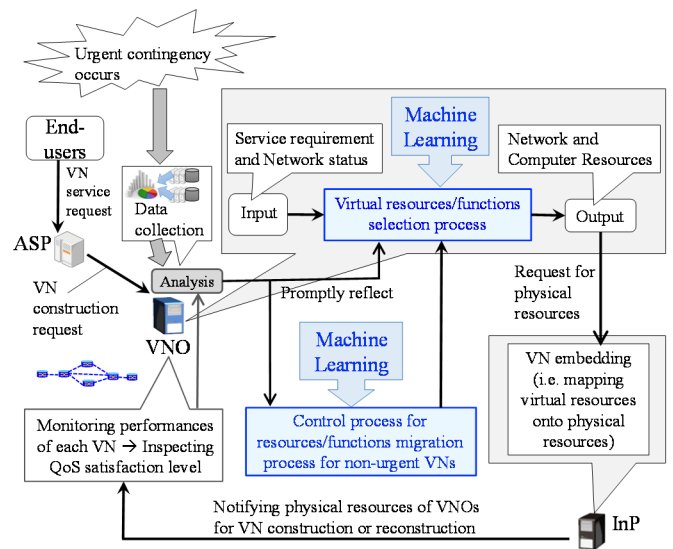 Urgent contingency
occurs
End-
users
VN
service
request
Data
collection
Service requirement
and Network status
Machine
Learning
Network and
Computer Resources
Input
Virtual resources/functions
selection process
Output
ASP
VN
construction
request
Analysis
Promptly reflect
Request for
physical
resources
VNO
Machine
Learning
VN embedding
(i.e. mapping
virtual resources
onto physical
resources)
Monitoring performances
of each VN → Inspecting
QoS satisfaction level
Control process for
resources/functions migration
process for non-urgent VNs
Notifying physical resources of VNOs
for VN construction or reconstruction
InP